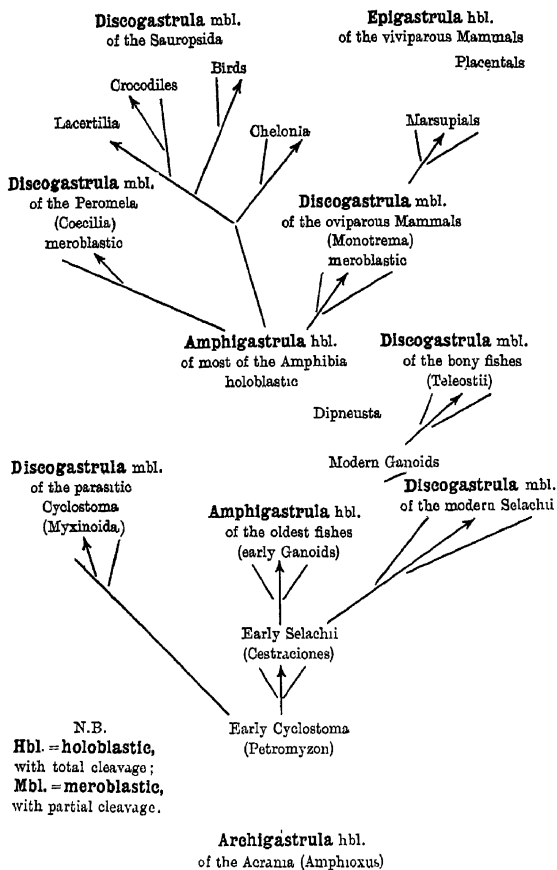 Discogastrula mbl.
of the Sauropsida
Epigastrula hbl.
of the viviparous Mammals
Placentals
Birds
Crocodiles
Lacertilia
Chelonia
Marsupials
Discogastrula mbl.
of the Peromela
(Coecilia)
meroblastic
Discogastrula mbl.
of the oviparous Mammals
(Monotrema)
meroblastic
Amphigastrula hbl.
of most of the Amphibia
holoblastic
Discogastrula mbl.
of the bony fishes
(Teleostii)
Dipneusta
Modern Ganoids
Discogastrula mbl.
of the parasitic
Cyclostoma
(Myxinoida)
Discogastrula mbl.
of the modern Selachii
Amphigastrula hbl.
of the oldest fishes
(early Ganoids)
Early Selachii
(Cestraciones)
Early Cyclostoma
(Petromyzon)
N.B.
Hbl. = holoblastic,
with total cleavage;
Mbl. = meroblastic,
with partial cleavage.
Archigastrula hbl.
of the Acrania (Amphioxus)